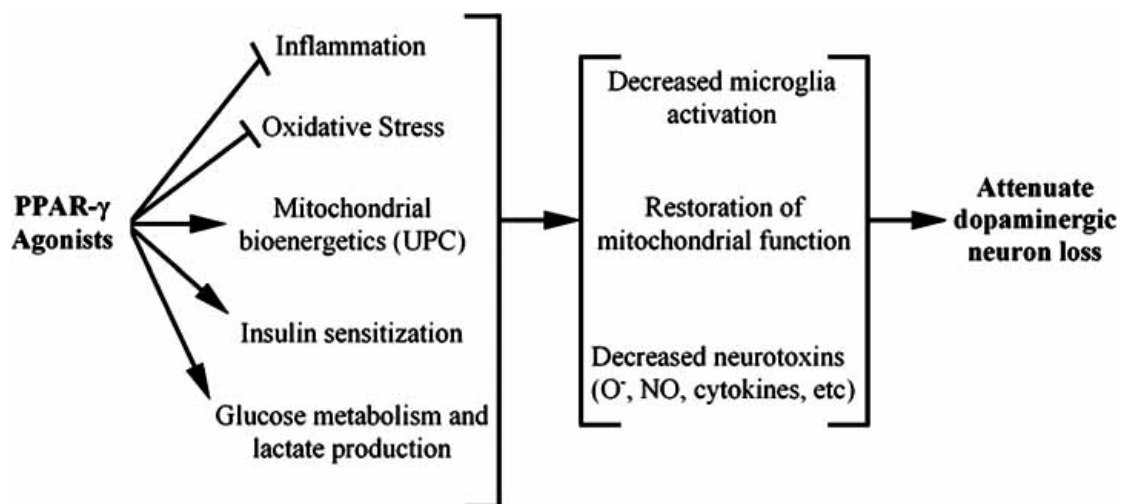 PPAR-γ
Agonists
Inflammation
Oxidative Stress
Mitochondrial
bioenergetics (UPC)
Insulin sensitization
Glucose metabolism and
lactate production
Decreased microglia
activation
Restoration of
mitochondrial function
Decreased neurotoxins
(O⁻, NO, cytokines, etc)
Attenuate
dopaminergic
neuron loss